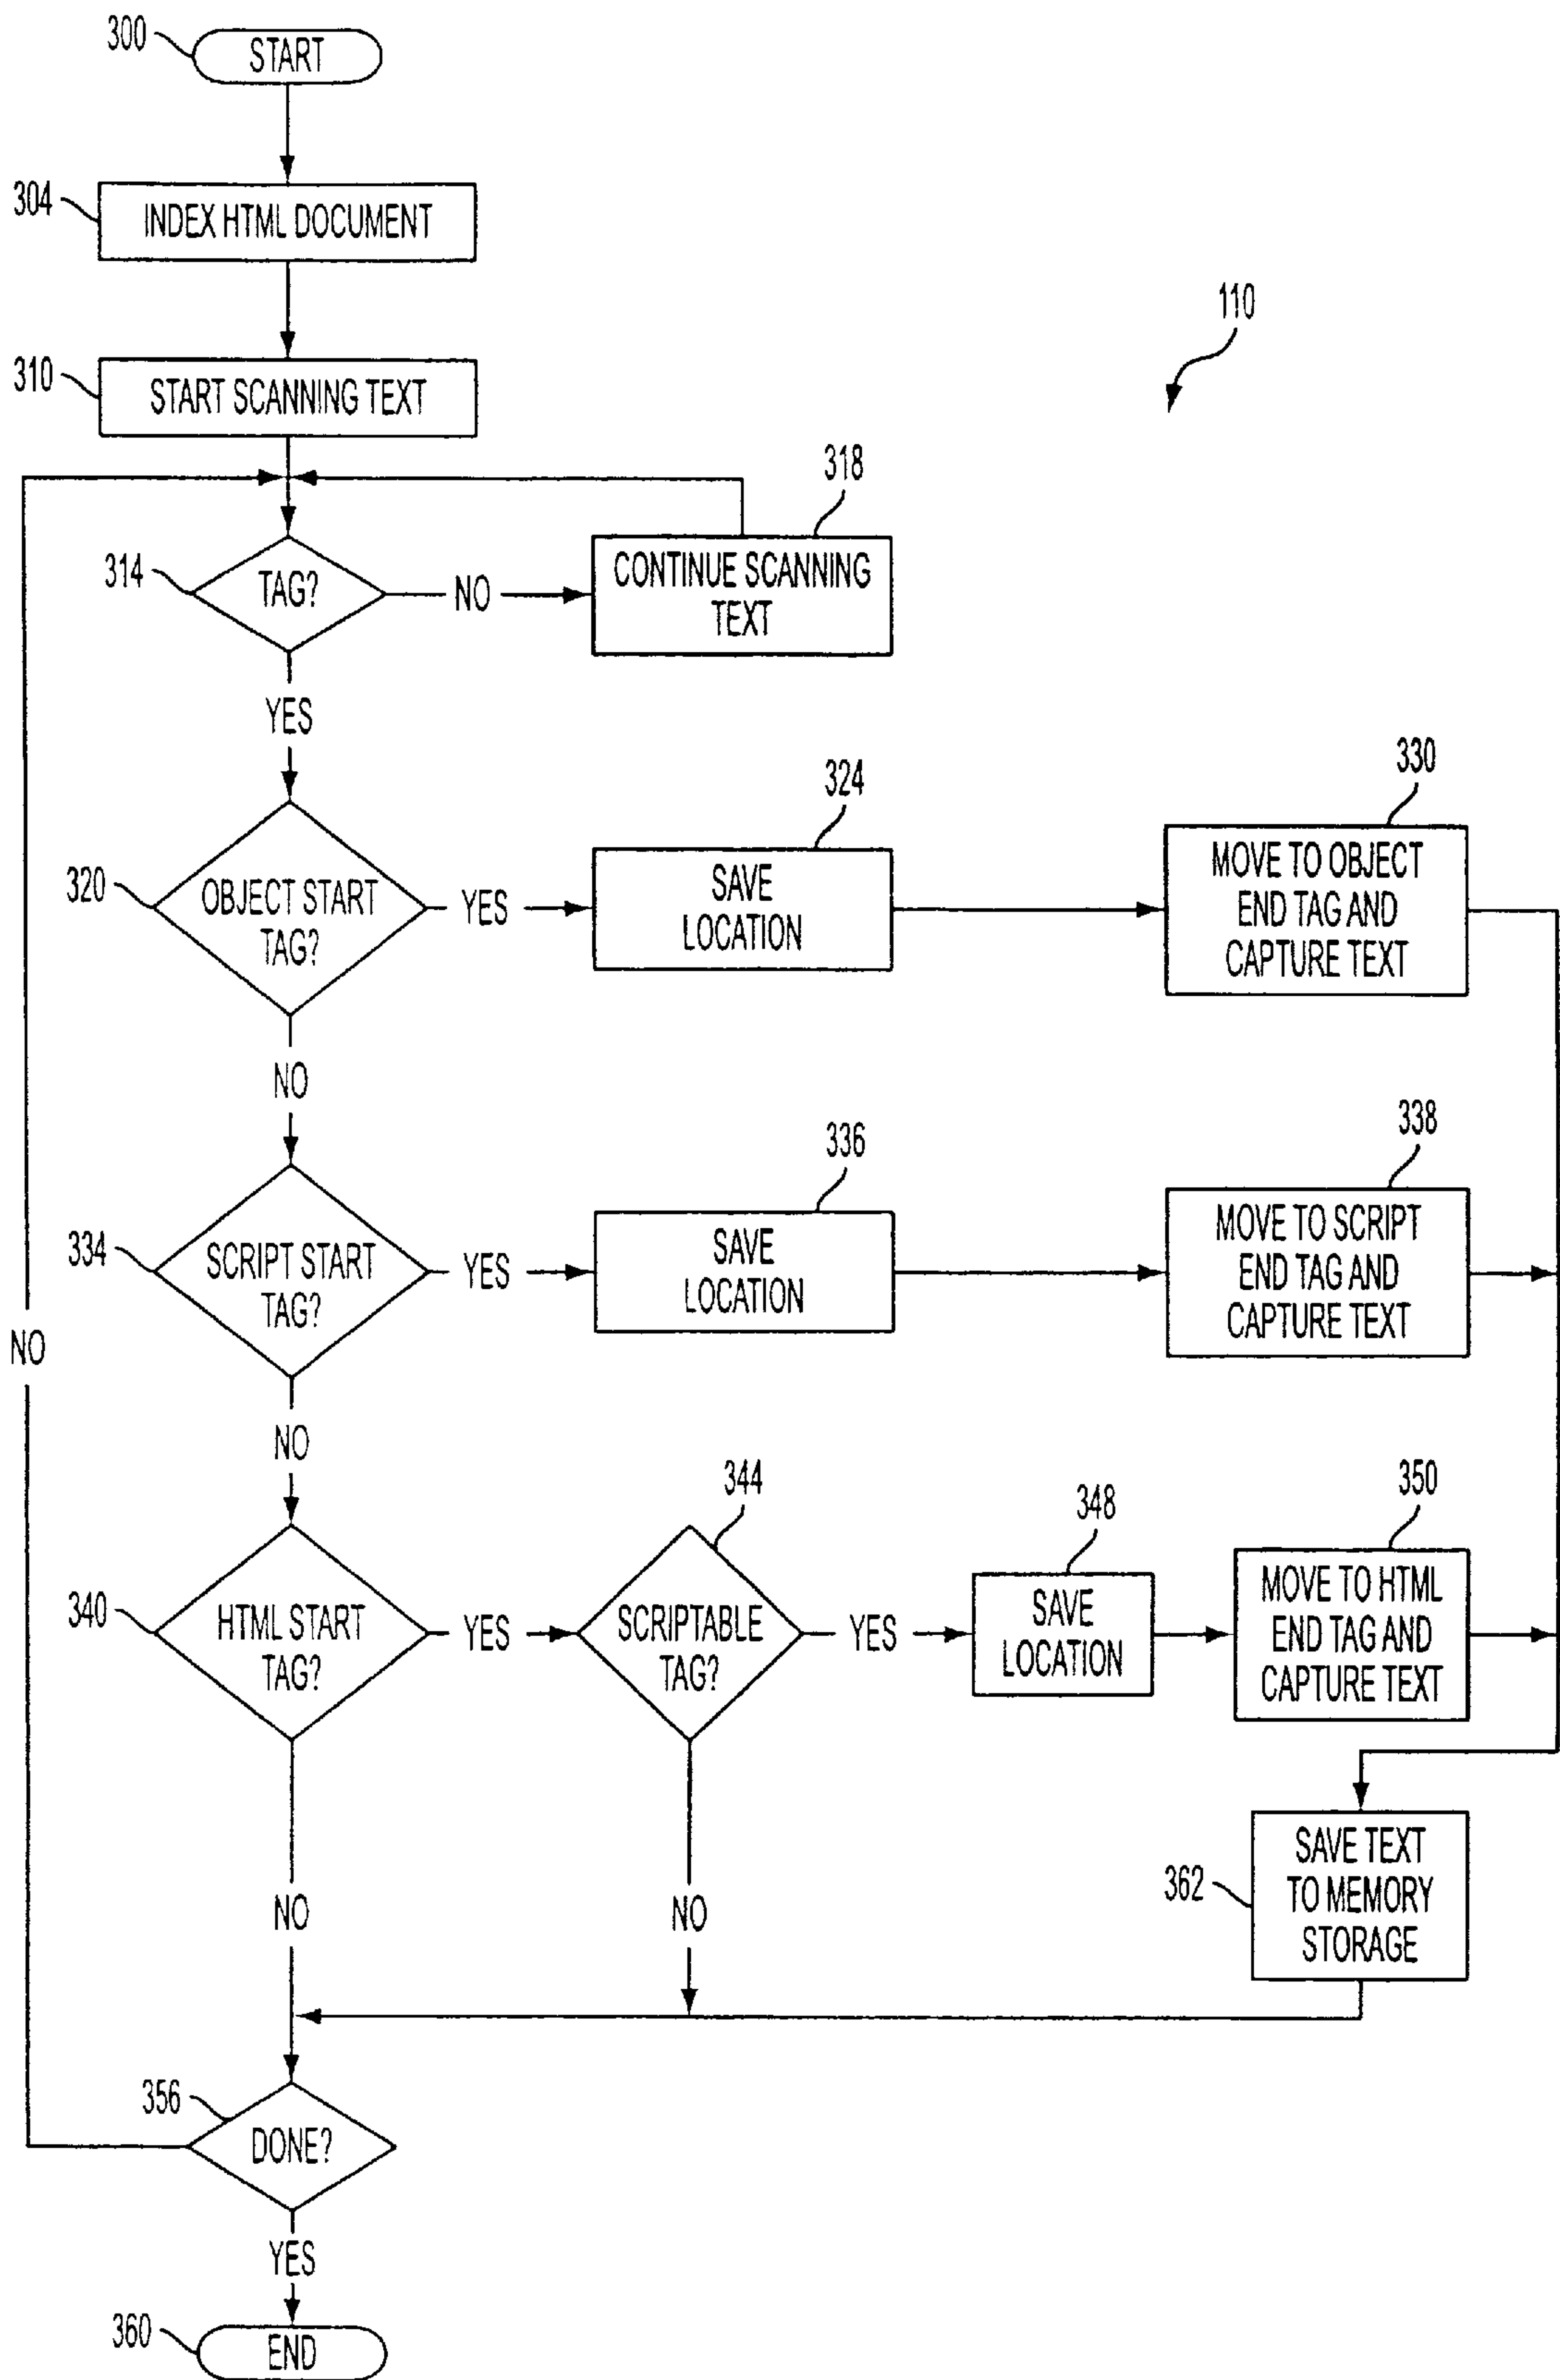 300
START
304
INDEX HTML DOCUMENT
110
310
START SCANNING TEXT
318
314
TAG?
NO
CONTINUE SCANNING
TEXT
YES
324
330
320
OBJECT START
TAG?
YES
SAVE
LOCATION
MOVE TO OBJECT
END TAG AND
CAPTURE TEXT
NO
336
338
334
SCRIPT START
TAG?
YES
SAVE
LOCATION
MOVE TO SCRIPT
END TAG AND
CAPTURE TEXT
NO
NO
344
348
350
340
HTML START
TAG?
YES
SCRIPTABLE
TAG?
YES
SAVE
LOCATION
MOVE TO HTML
END TAG AND
CAPTURE TEXT
NO
NO
362
SAVE TEXT
TO MEMORY
STORAGE
356
DONE?
YES
360
END